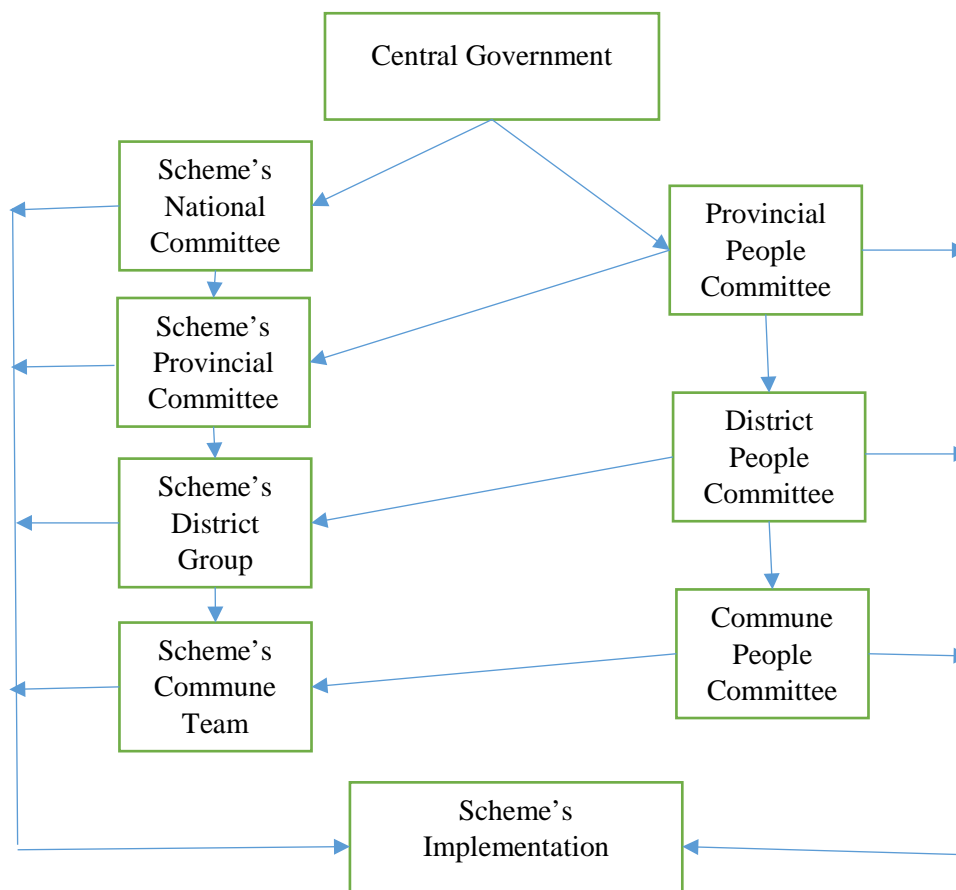 Central Government
Scheme’s
National
Committee
Provincial
People
Committee
Scheme’s
Provincial
Committee
District
People
Committee
Scheme’s
District
Group
Commune
People
Committee
Scheme’s
Commune
Team
Scheme’s
Implementation